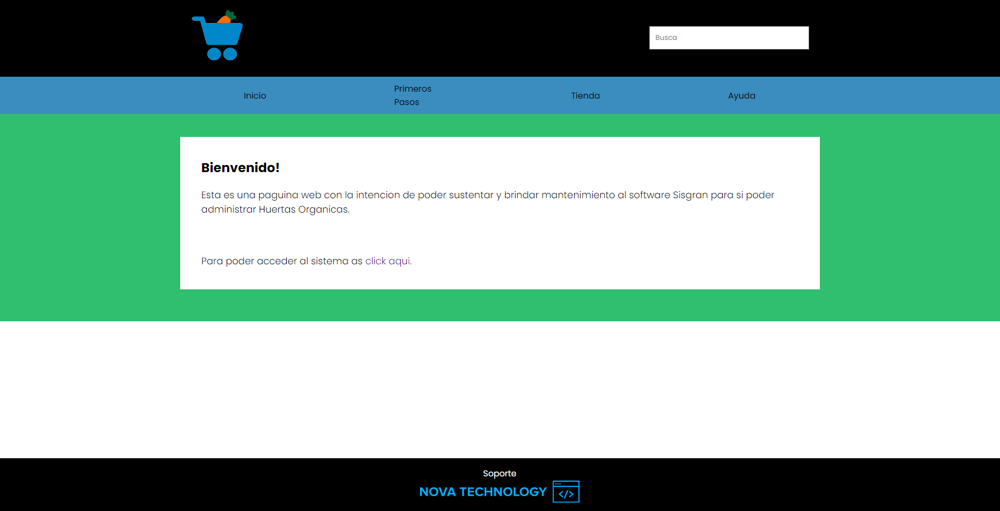 Busca
Inicio
Primeros
Pasos
Tienda
Ayuda
Bienvenido!
Esta es una paguina web con la intencion de poder sustentar y brindar mantenimiento al software Sisgran para si poder
administrar Huertas Organicas.
Para poder acceder al sistema as click aqui.
Soporte
NOVA TECHNOLOGY </>